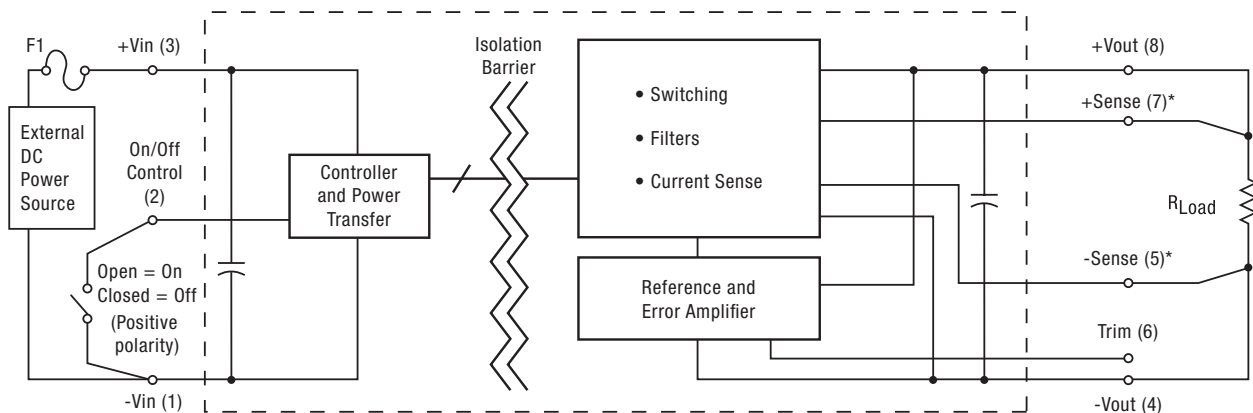 F1
+Vin (3)
External
DC
Power
Source
On/Off
Control
(2)
Open = On
Closed = Off
(Positive
polarity)
-Vin (1)
Controller
and Power
Transfer
Isolation
Barrier
• Switching
• Filters
• Current Sense
Reference and
Error Amplifier
+Vout (8)
+Sense (7)*
RLoad
-Sense (5)*
Trim (6)
-Vout (4)